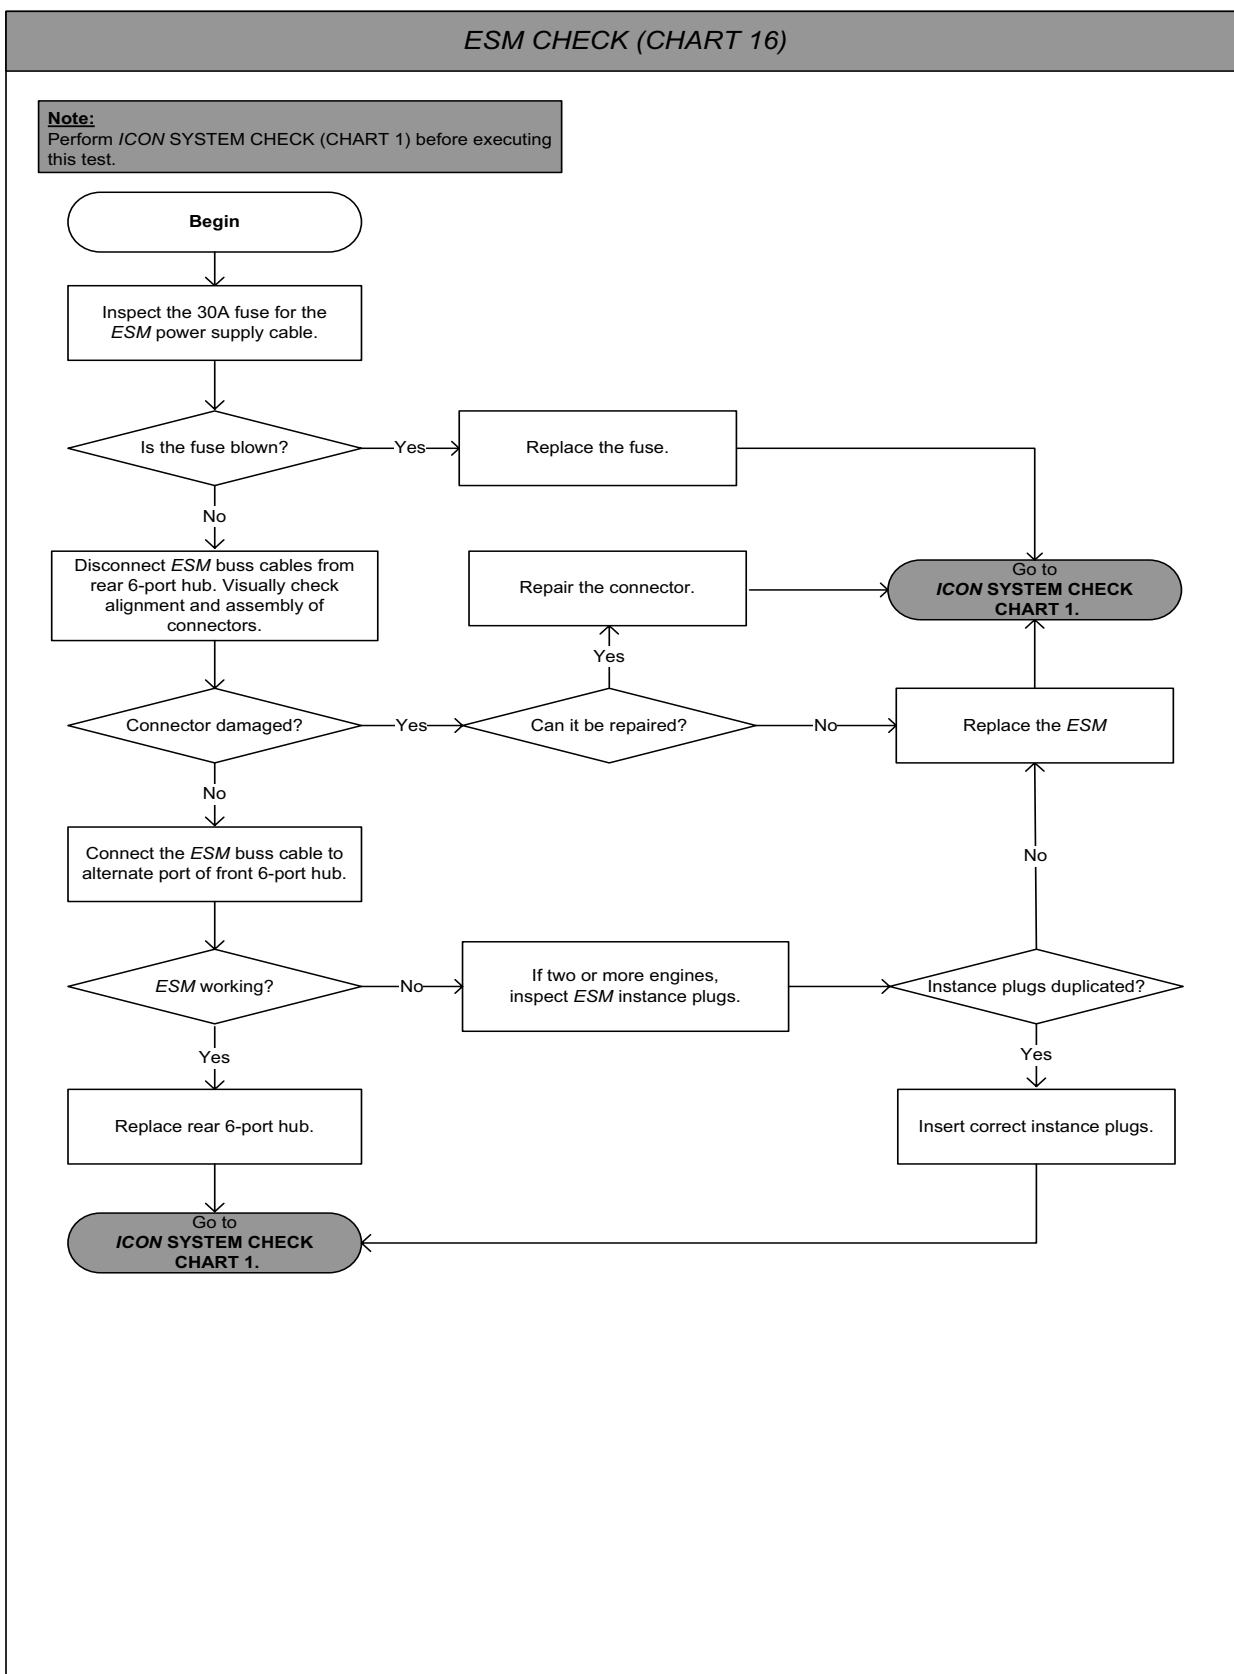 ESM CHECK (CHART 16)
Note:
Perform ICON SYSTEM CHECK (CHART 1) before executing
this test.
Begin
Inspect the 30A fuse for the
ESM power supply cable.
Is the fuse blown?
Yes
Replace the fuse.
No
Disconnect ESM buss cables from
rear 6-port hub. Visually check
alignment and assembly of
connectors.
Repair the connector.
Go to
ICON SYSTEM CHECK
CHART 1.
Yes
Connector damaged?
Yes
Can it be repaired?
No
Replace the ESM
No
Connect the ESM buss cable to
alternate port of front 6-port hub.
No
ESM working?
No
If two or more engines,
inspect ESM instance plugs.
Instance plugs duplicated?
Yes
Yes
Replace rear 6-port hub.
Insert correct instance plugs.
Go to
ICON SYSTEM CHECK
CHART 1.